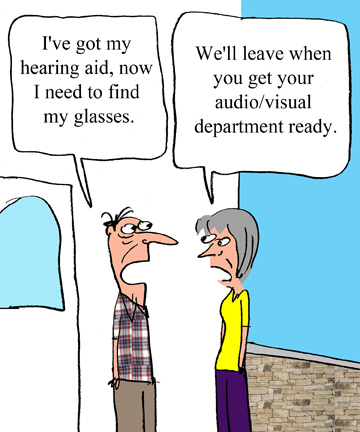 I've got my
hearing aid, now
I need to find
my glasses.
We'll leave when
you get your
audio/visual
department ready.